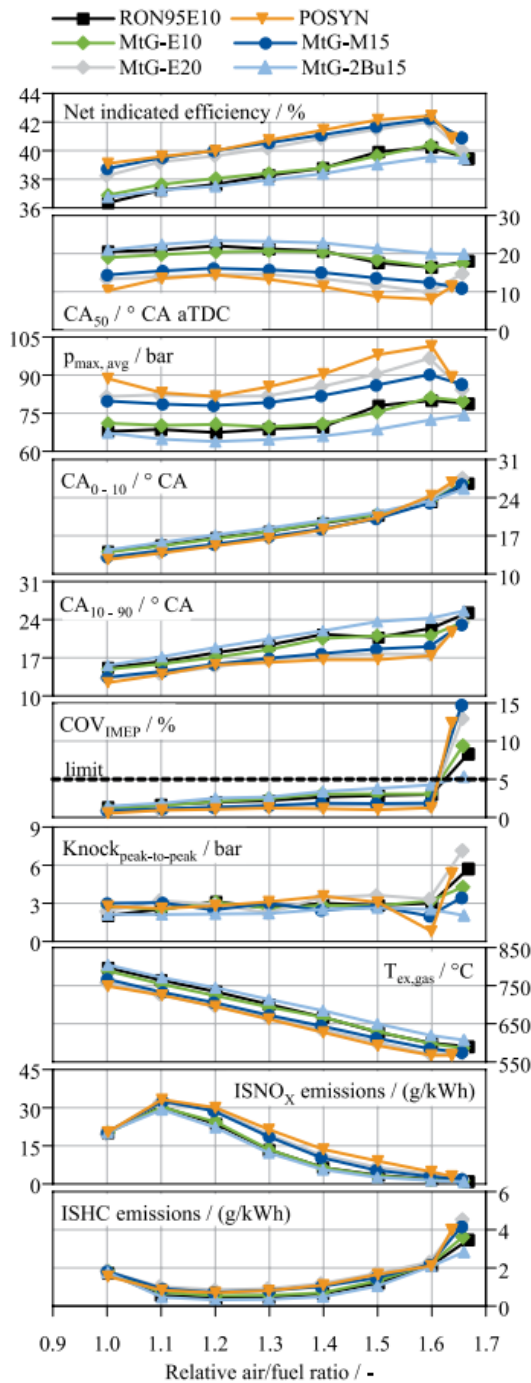 RON95E10 POSYN
MtG-E10 MtG-M15
MtG-E20 MtG-2Bu15
44
42
40
38
36
Net indicated efficiency / %
30
20
10
0
CA50 / ° CA aTDC
105
90
75
60
pmax, avg / bar
31
24
17
10
CA0 - 10 / ° CA
31
24
17
10
CA10 - 90 / ° CA
15
10
5
0
COVIMEP / %
limit
9
6
3
0
Knockpeak-to-peak / bar
850
750
650
550
Tex,gas / °C
45
30
15
0
ISNOX emissions / (g/kWh)
6
4
2
0
ISHC emissions / (g/kWh)
0.9 1.0 1.1 1.2 1.3 1.4 1.5 1.6 1.7
Relative air/fuel ratio / -